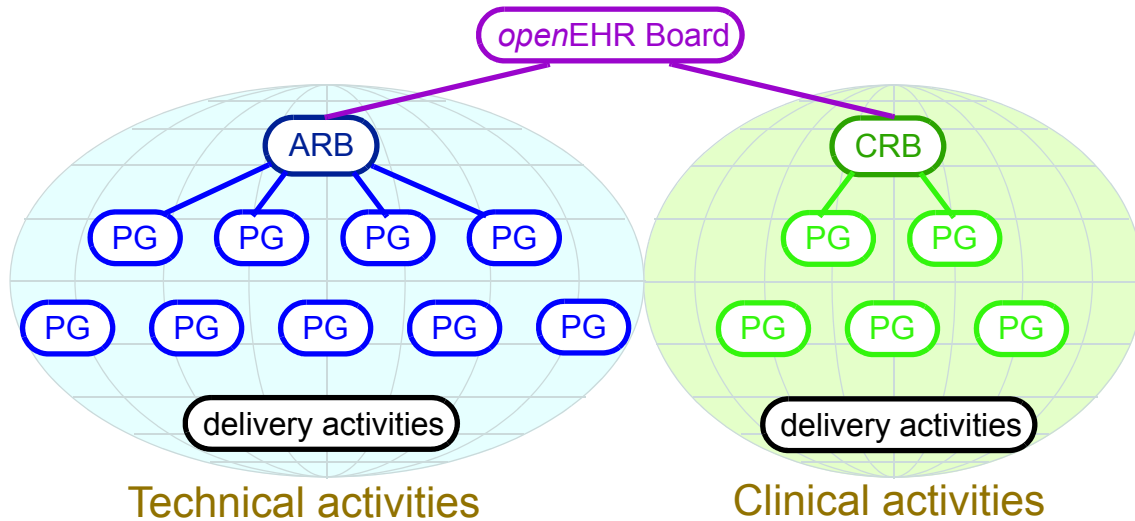 openEHR Board
ARB
CRB
PG PG PG PG
PG PG
PG PG PG PG PG
PG PG PG
delivery activities
delivery activities
Technical activities
Clinical activities